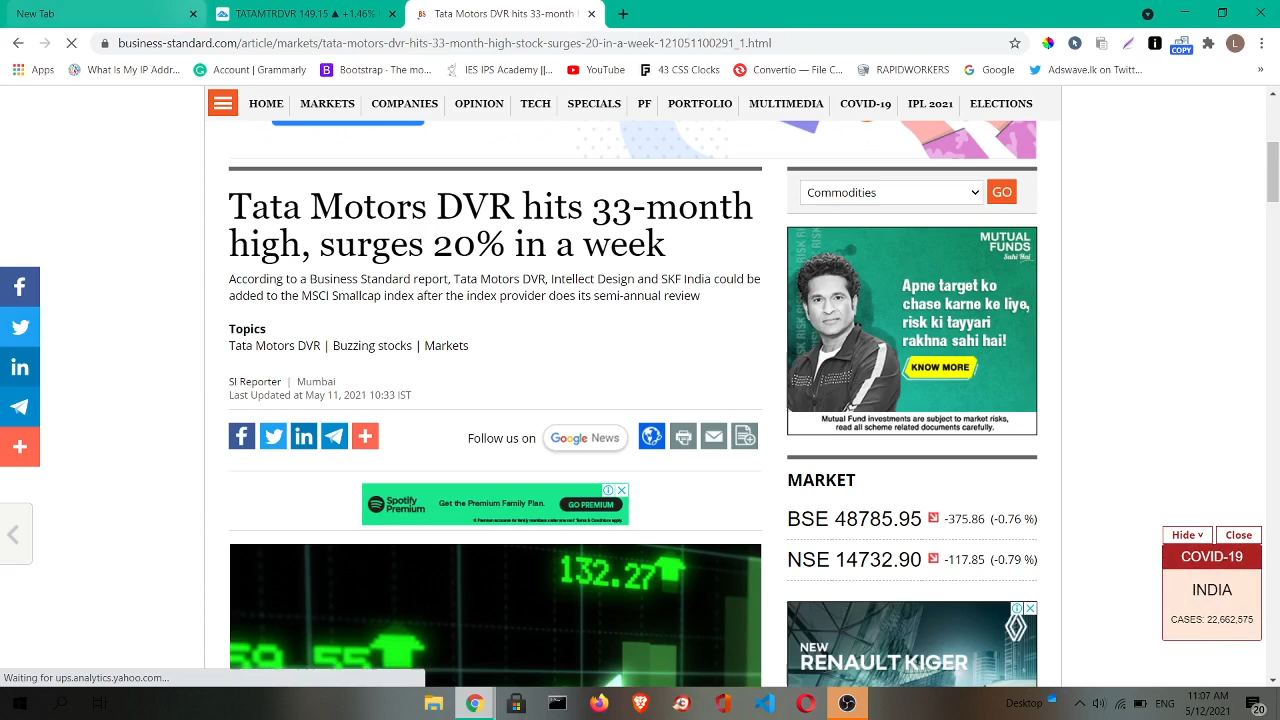 New Tab
TataMotorsDVR 149.15 ▲ +1.46%
Tata Motors DVR hits 33-month
business-standard.com/article/markets/tata-motors-dvr-hits-33-month-high-stock-surges-20-in-a-week-121051100291_1.html
COPY
L
Apps
What Is My IP Addr...
Account | Grammarly
Bootstrap · The mo...
IES IPS Academy ||...
YouTube
43 CSS Clocks
Convertio — File C...
RAPIDWORKERS
Google
Adswave.lk on Twitt...
»
HOME
MARKETS
COMPANIES
OPINION
TECH
SPECIALS
PF
PORTFOLIO
MULTIMEDIA
COVID-19
IPL 2021
ELECTIONS
Tata Motors DVR hits 33-month
high, surges 20% in a week
According to a Business Standard report, Tata Motors DVR, Intellect Design and SKF India could be
added to the MSCI Smallcap index after the index provider does its semi-annual review
Topics
Tata Motors DVR | Buzzing stocks | Markets
SI Reporter | Mumbai
Last Updated at May 11, 2021 10:33 IST
Follow us on Google News
Spotify Premium
Get the Premium Family Plan.
GO PREMIUM
132.27
59.55
Commodities
GO
MUTUAL
FUNDS
Sahi Hai
RISK
Apne target ko
chase karne ke liye,
risk ki tayyari
rakhna sahi hai!
KNOW MORE
Mutual Fund investments are subject to market risks,
read all scheme related documents carefully.
MARKET
BSE 48785.95 -375.86 (-0.76 %)
NSE 14732.90 -117.85 (-0.79 %)
NEW
RENAULT KIGER
Hide v
Close
COVID-19
INDIA
CASES: 22,662,575
Waiting for ups.analytics.yahoo.com...
Desktop
ENG
11:07 AM
5/12/2021
20